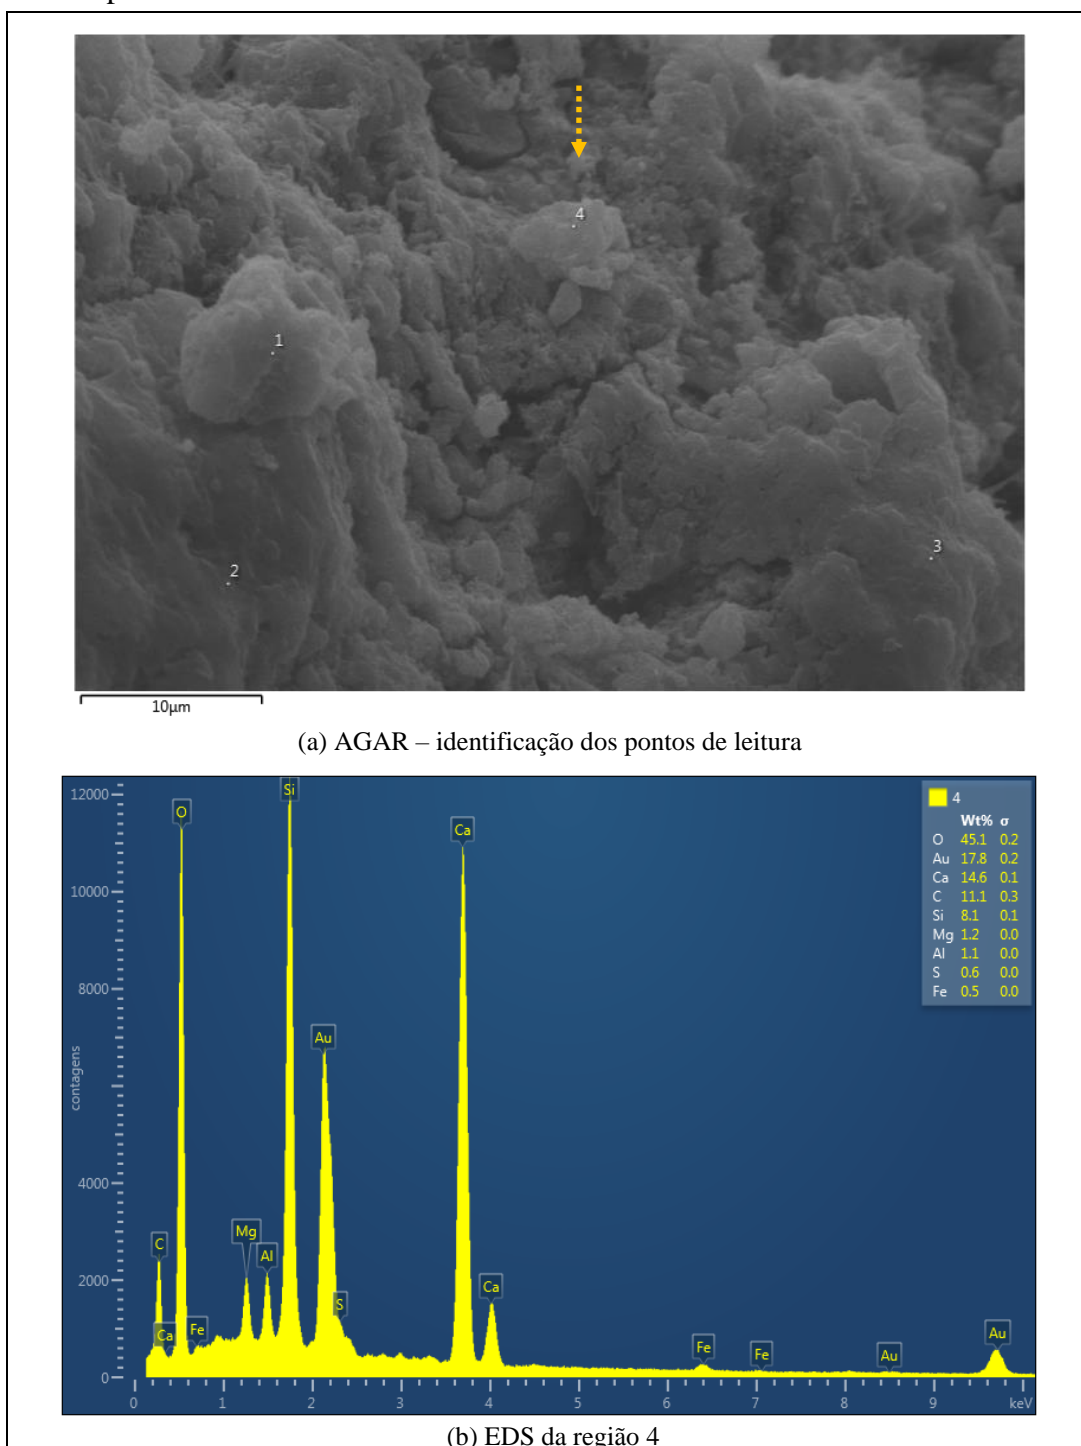 4
1
3
2
10µm
(a) AGAR – identificação dos pontos de leitura
12000
10000
8000
4000
2000
0
contagens
Si
O
Ca
Au
Mg
C
Al
S
Ca
Ca
Fe
Fe
Fe
Au
Au
4
Wt% σ
O 45.1 0.2
Au 17.8 0.2
Ca 14.6 0.1
C 11.1 0.3
Si 8.1 0.1
Mg 1.2 0.0
Al 1.1 0.0
S 0.6 0.0
Fe 0.5 0.0
0 1 2 3 4 5 6 7 8 9 keV
(b) EDS da região 4